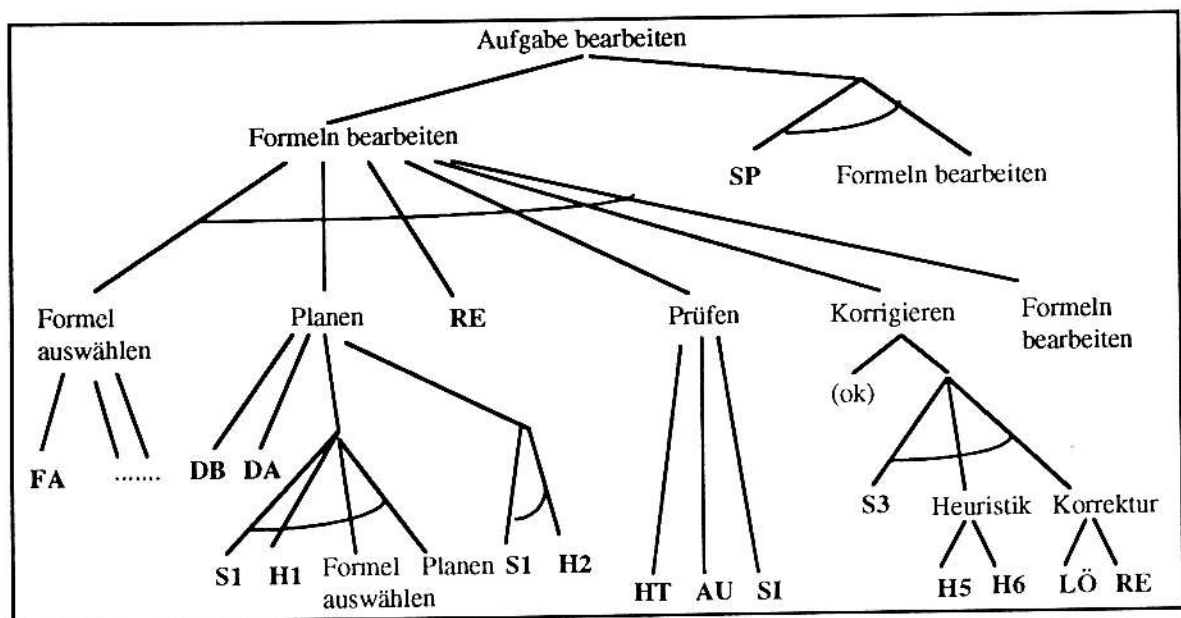 Aufgabe bearbeiten
Formeln bearbeiten
SP Formeln bearbeiten
Formel
auswählen
Planen
RE
Prüfen
Korrigieren
Formeln
bearbeiten
(ok)
FA ....... DB DA
S3 Heuristik Korrektur
S1 H1 Formel
auswählen
Planen S1 H2
HT AU SI
H5 H6 LÖ RE